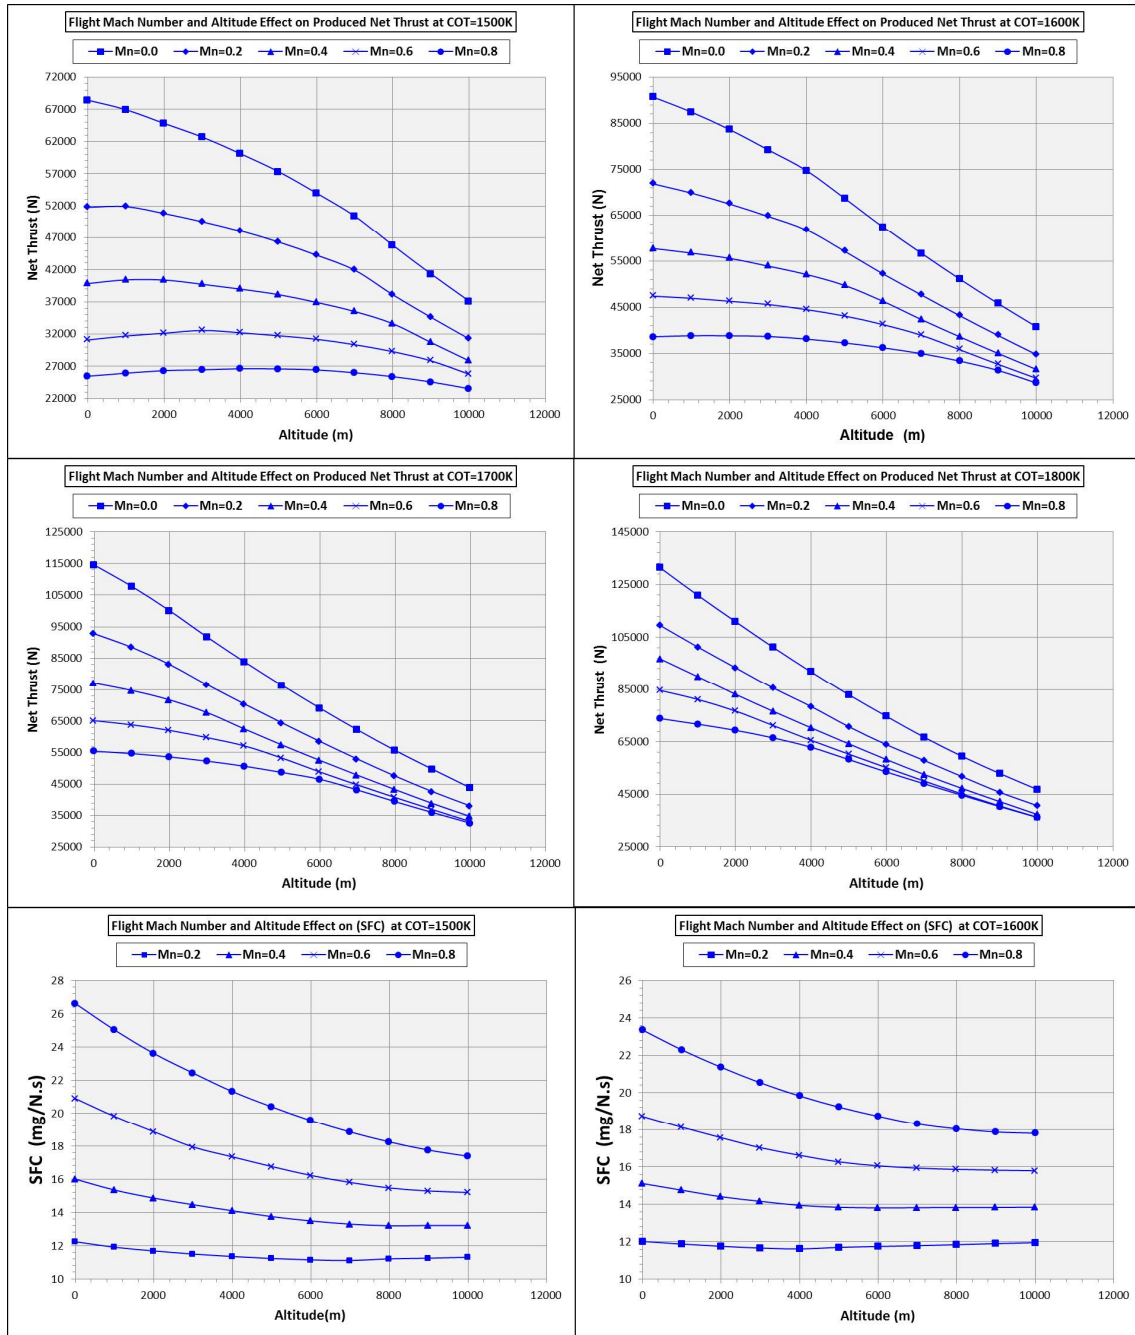 Flight Mach Number and Altitude Effect on Produced Net Thrust at COT=1500K
Mn=0.0 Mn=0.2 Mn=0.4 Mn=0.6 Mn=0.8
72000
67000
62000
57000
52000
47000
42000
37000
32000
27000
22000
Net Thrust (N)
0 2000 4000 6000 8000 10000 12000
Altitude (m)
Flight Mach Number and Altitude Effect on Produced Net Thrust at COT=1600K
Mn=0.0 Mn=0.2 Mn=0.4 Mn=0.6 Mn=0.8
95000
85000
75000
65000
55000
45000
35000
25000
Net Thrust (N)
0 2000 4000 6000 8000 10000 12000
Altitude (m)
Flight Mach Number and Altitude Effect on Produced Net Thrust at COT=1700K
Mn=0.0 Mn=0.2 Mn=0.4 Mn=0.6 Mn=0.8
125000
115000
105000
95000
85000
75000
65000
55000
45000
35000
25000
Net Thrust (N)
0 2000 4000 6000 8000 10000 12000
Altitude (m)
Flight Mach Number and Altitude Effect on Produced Net Thrust at COT=1800K
Mn=0.0 Mn=0.2 Mn=0.4 Mn=0.6 Mn=0.8
145000
125000
105000
85000
65000
45000
25000
Net Thrust (N)
0 2000 4000 6000 8000 10000 12000
Altitude (m)
Flight Mach Number and Altitude Effect on (SFC) at COT=1500K
Mn=0.2 Mn=0.4 Mn=0.6 Mn=0.8
28
26
24
22
20
18
16
14
12
10
SFC (mg/N.s)
0 2000 4000 6000 8000 10000 12000
Altitude(m)
Flight Mach Number and Altitude Effect on (SFC) at COT=1600K
Mn=0.2 Mn=0.4 Mn=0.6 Mn=0.8
26
24
22
20
18
16
14
12
10
SFC (mg/N.s)
0 2000 4000 6000 8000 10000 12000
Altitude (m)